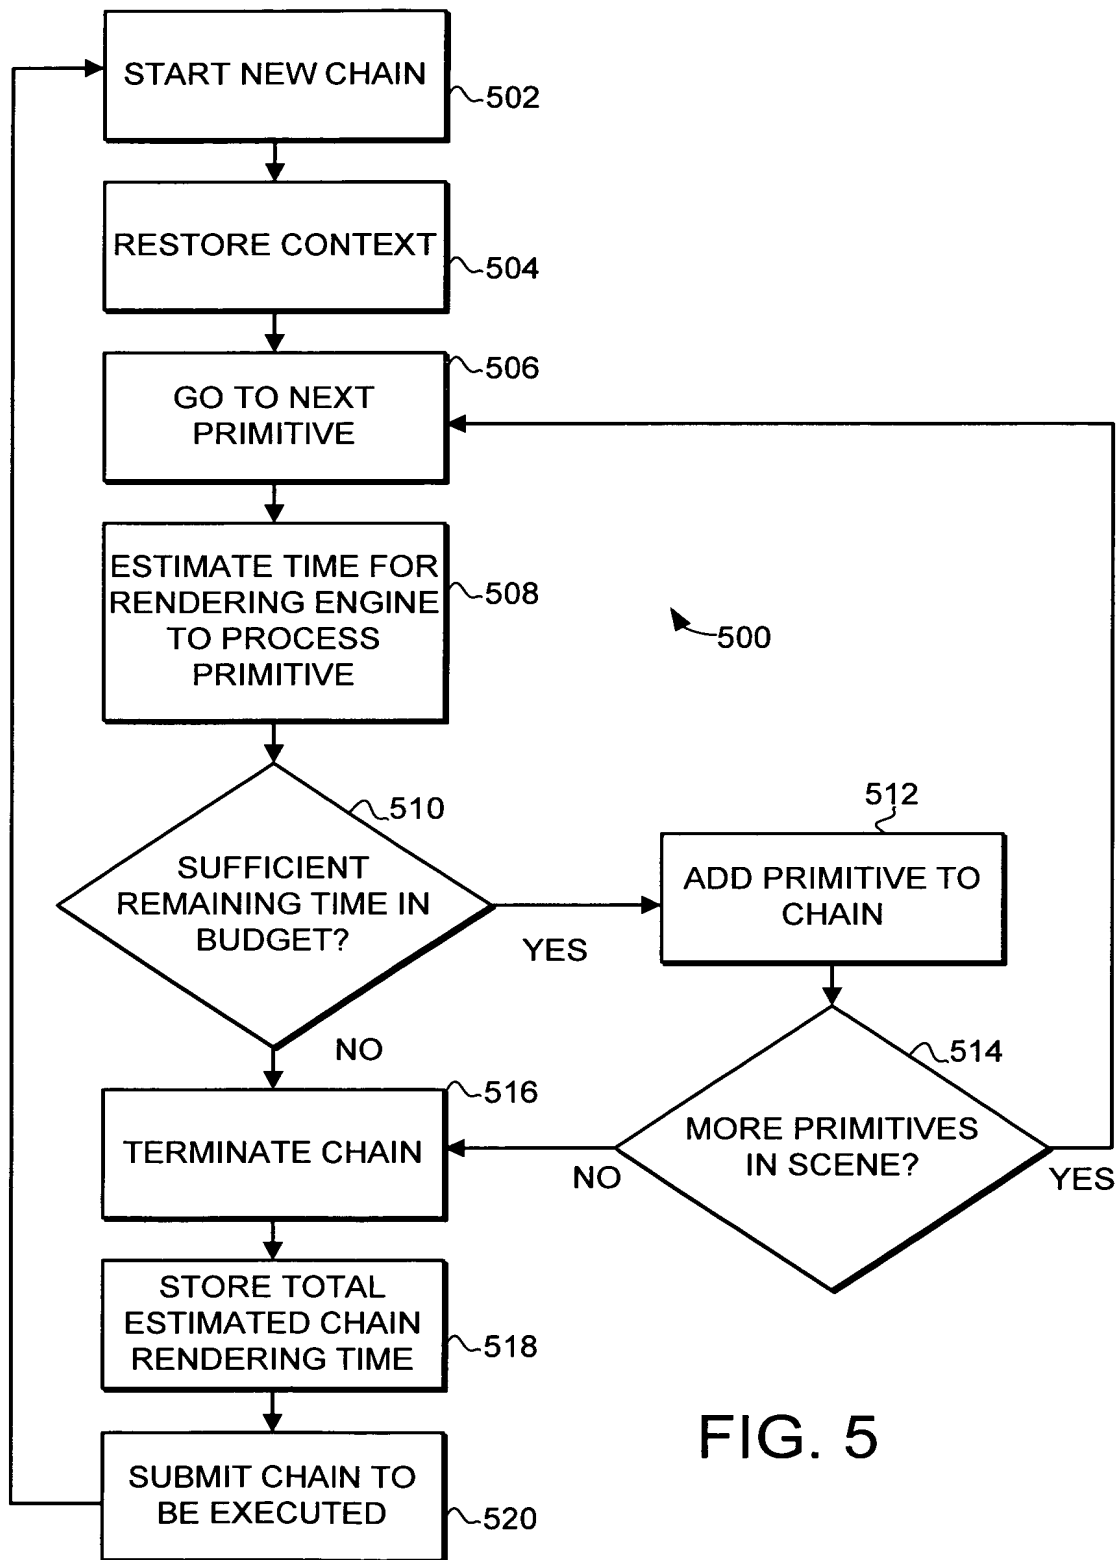 START NEW CHAIN
502
RESTORE CONTEXT
504
506
GO TO NEXT
PRIMITIVE
ESTIMATE TIME FOR
RENDERING ENGINE
TO PROCESS
PRIMITIVE
508
500
510
SUFFICIENT
REMAINING TIME IN
BUDGET?
YES
NO
512
ADD PRIMITIVE TO
CHAIN
514
MORE PRIMITIVES
IN SCENE?
NO
YES
516
TERMINATE CHAIN
STORE TOTAL
ESTIMATED CHAIN
RENDERING TIME
518
SUBMIT CHAIN TO
BE EXECUTED
520
FIG. 5